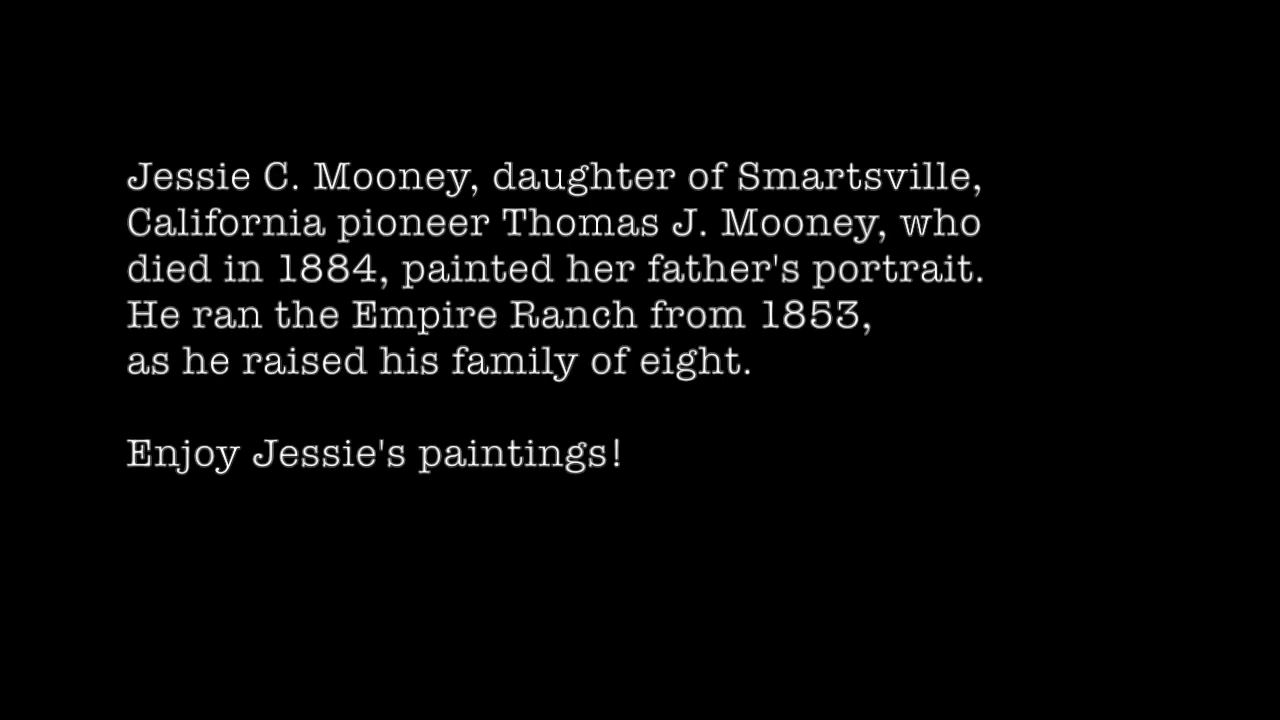 Jessie C. Mooney, daughter of Smartsville,
California pioneer Thomas J. Mooney, who
died in 1884, painted her father's portrait.
He ran the Empire Ranch from 1853,
as he raised his family of eight.
Enjoy Jessie's paintings!